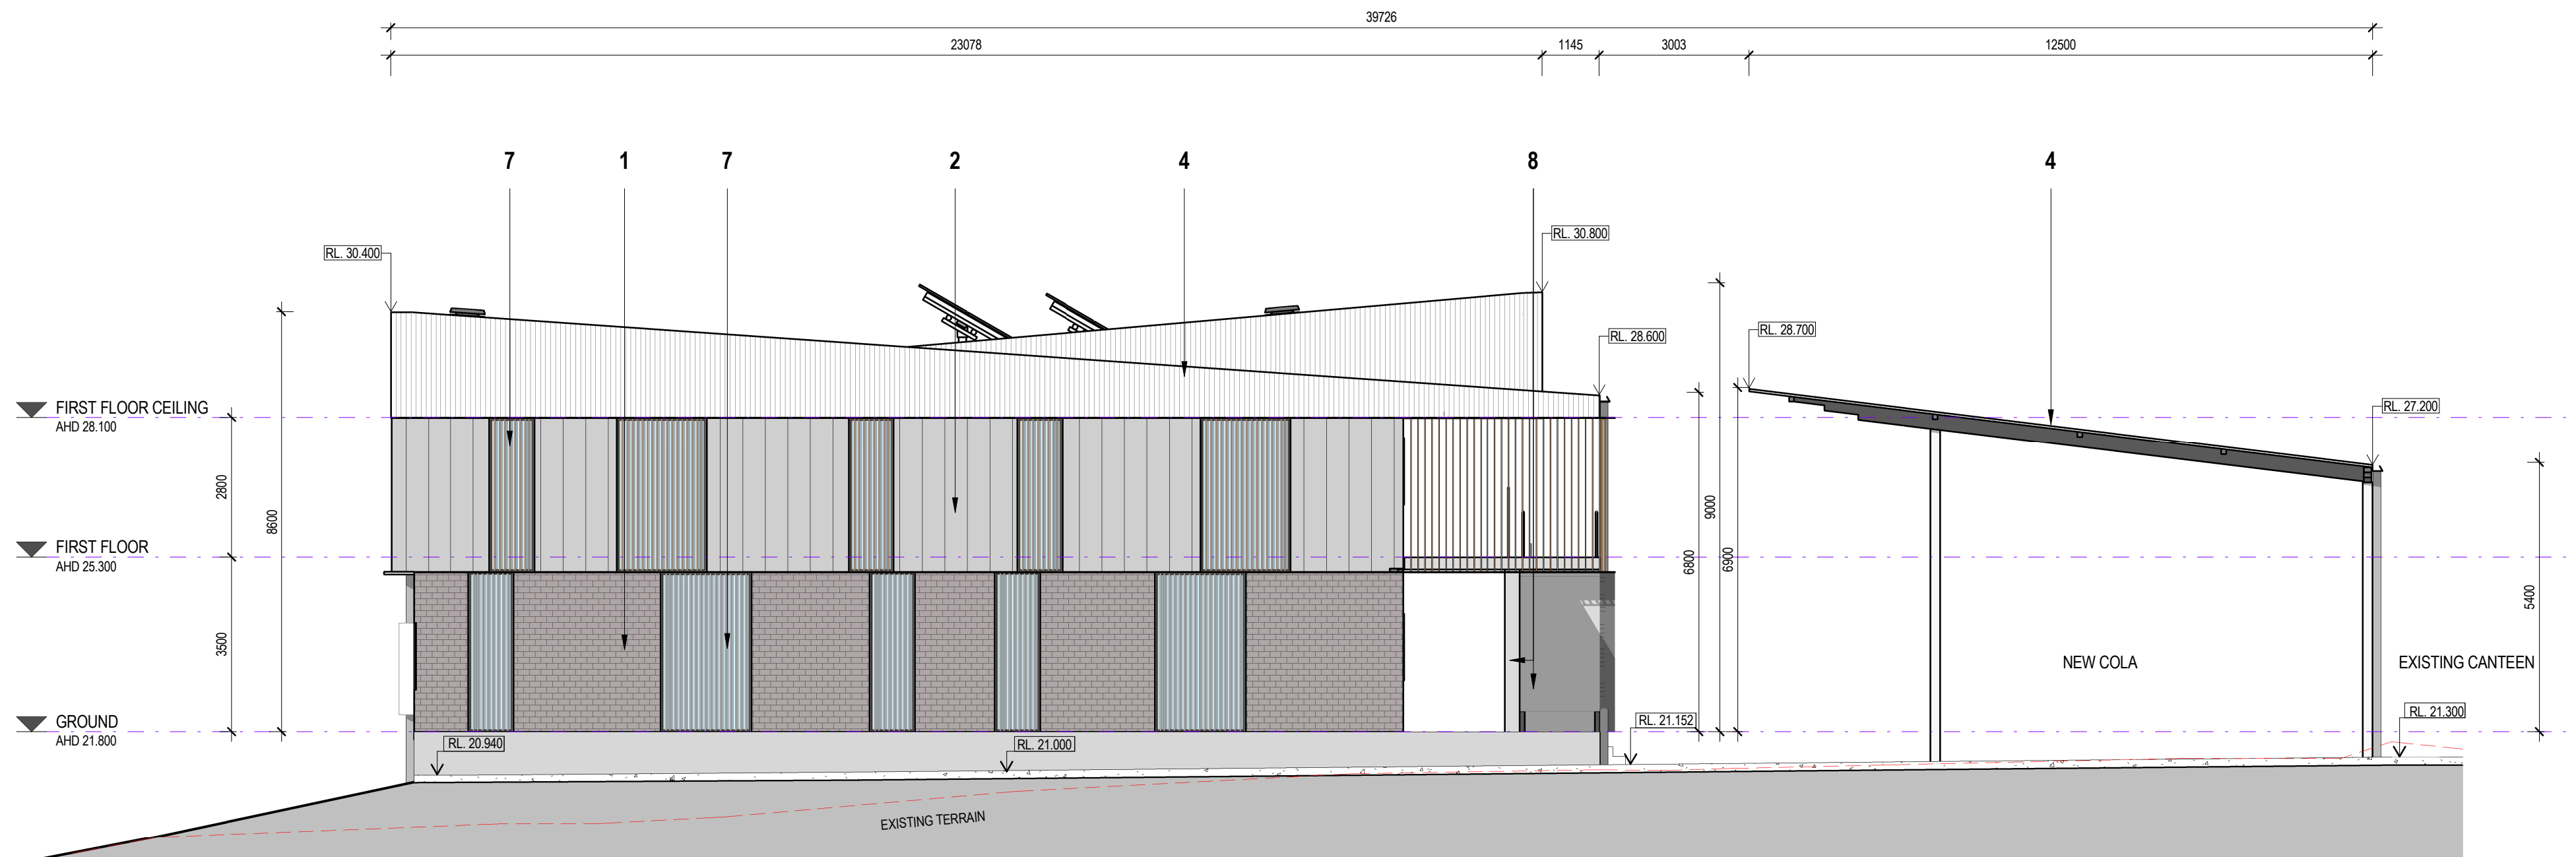 39726
23078 1145 3003 12500
7 1 7 2 4 8 4
RL. 30.800
RL. 30.400
RL. 28.700
RL. 28.600
FIRST FLOOR CEILING
AHD 28.100
RL. 27.200
2800
8600
9000
FIRST FLOOR
AHD 25.300
6800
6900
5400
3500
NEW COLA
EXISTING CANTEEN
GROUND
AHD 21.800
RL. 21.152
RL. 21.300
RL. 20.940
RL. 21.000
EXISTING TERRAIN